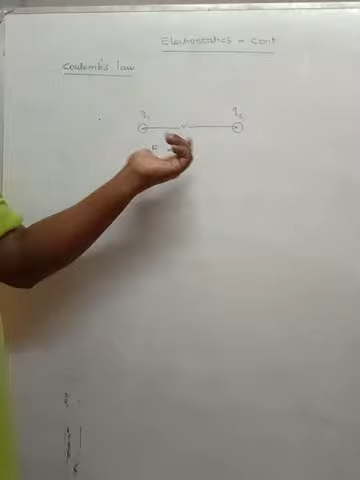 Electrostatics - Cont
Coulomb's law
q₁ q₂
r
F